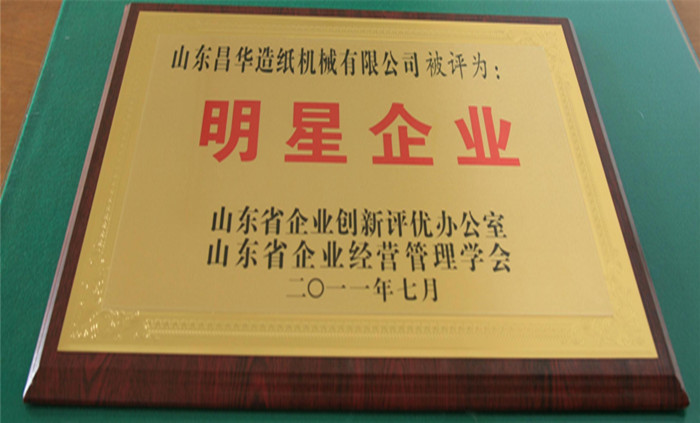 山东昌华造纸机械有限公司被评为:
明星企业
山东省企业创新评优办公室
山东省企业经营管理学会
二〇一一年七月